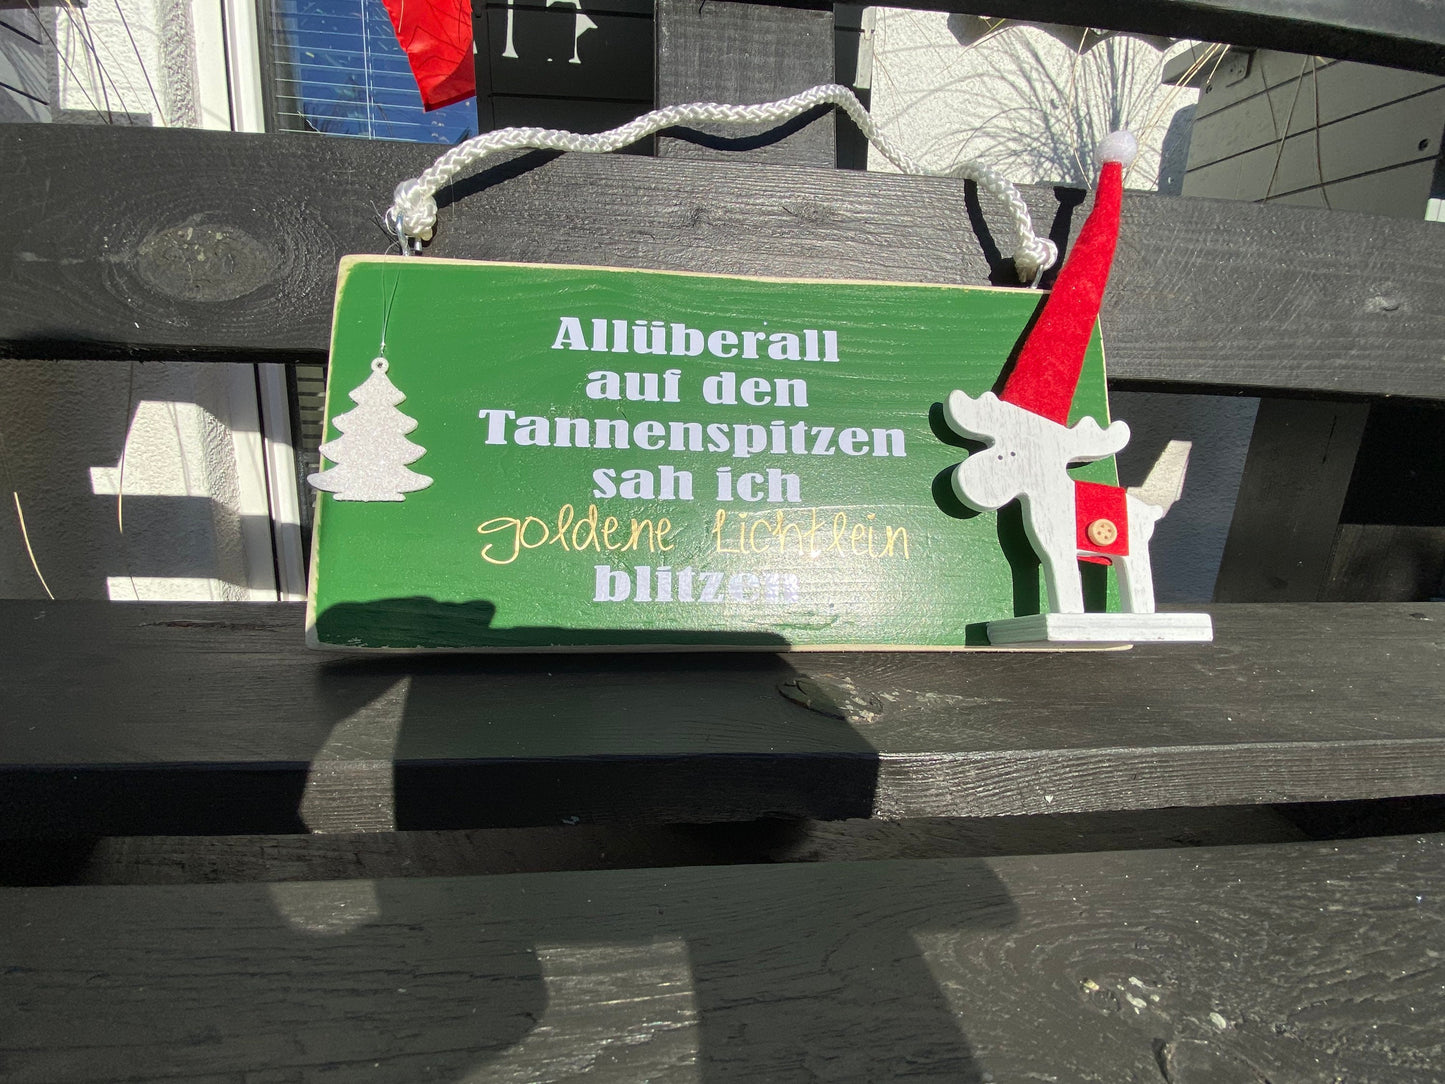 Allüberall
auf den
Tannenspitzen
sah ich
goldene Lichtlein
blitzen